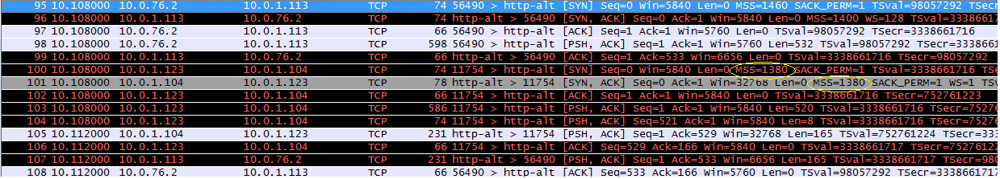 95 10.108000 10.0.76.2 10.0.1.113 TCP 74 56490 > http-alt [SYN] Seq=0 Win=5840 Len=0 MSS=1460 SACK_PERM=1 TSval=98057292 TSecr=
96 10.108000 10.0.1.113 10.0.76.2 TCP 74 http-alt > 56490 [SYN, ACK] Seq=0 Ack=1 Win=5840 Len=0 MSS=1400 WS=128 TSval=33386617
97 10.108000 10.0.76.2 10.0.1.113 TCP 66 56490 > http-alt [ACK] Seq=1 Ack=1 Win=5760 Len=0 TSval=98057292 TSecr=3338661716
98 10.108000 10.0.76.2 10.0.1.113 TCP 598 56490 > http-alt [PSH, ACK] Seq=1 Ack=1 Win=5760 Len=532 TSval=98057292 TSecr=3338661
99 10.108000 10.0.1.113 10.0.76.2 TCP 66 http-alt > 56490 [ACK] Seq=1 Ack=533 Win=6656 Len=0 TSval=3338661716 TSecr=98057292
100 10.108000 10.0.1.123 10.0.1.104 TCP 74 11754 > http-alt [SYN] Seq=0 Win=5840 Len=0 MSS=1380 SACK_PERM=1 TSval=3338661716 TSecr
101 10.108000 10.0.1.104 10.0.1.123 TCP 78 http-alt > 11754 [SYN, ACK] Seq=0 Ack=1 Win=32768 Len=0 MSS=1380 SACK_PERM=1 WS=1 TSv
102 10.108000 10.0.1.123 10.0.1.104 TCP 66 11754 > http-alt [ACK] Seq=1 Ack=1 Win=5840 Len=0 TSval=3338661716 TSecr=752761223
103 10.108000 10.0.1.123 10.0.1.104 TCP 586 11754 > http-alt [PSH, ACK] Seq=1 Ack=1 Win=5840 Len=520 TSval=3338661716 TSecr=752761
104 10.108000 10.0.1.123 10.0.1.104 TCP 74 11754 > http-alt [PSH, ACK] Seq=521 Ack=1 Win=5840 Len=8 TSval=3338661716 TSecr=752761
105 10.112000 10.0.1.104 10.0.1.123 TCP 231 http-alt > 11754 [PSH, ACK] Seq=1 Ack=529 Win=32768 Len=165 TSval=752761224 TSecr=3338
106 10.112000 10.0.1.123 10.0.1.104 TCP 66 11754 > http-alt [ACK] Seq=529 Ack=166 Win=5840 Len=0 TSval=3338661717 TSecr=752761224
107 10.112000 10.0.1.113 10.0.76.2 TCP 231 http-alt > 56490 [PSH, ACK] Seq=1 Ack=533 Win=6656 Len=165 TSval=3338661717 TSecr=9805
108 10.112000 10.0.76.2 10.0.1.113 TCP 66 56490 > http-alt [ACK] Seq=533 Ack=166 Win=5760 Len=0 TSval=98057292 TSecr=3338661717